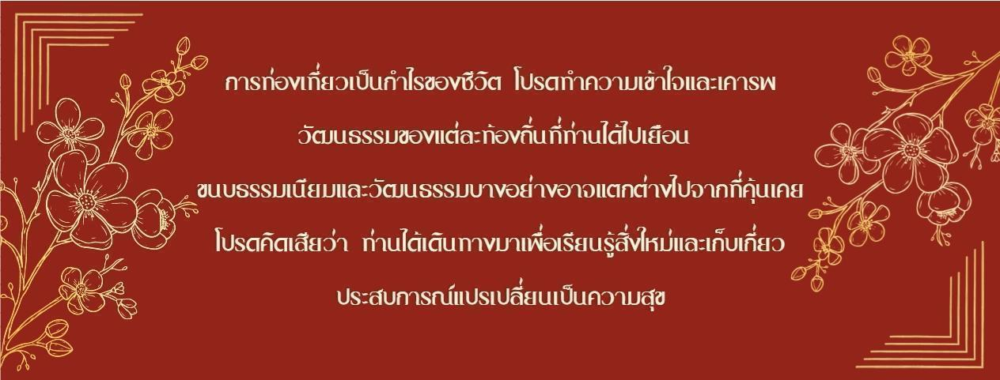 การท่องเที่ยวเป็นกำไรของชีวิต โปรดทำความเข้าใจและเคารพ
วัฒนธรรมของแต่ละท้องถิ่นที่ท่านได้ไปเยือน
ขนบธรรมเนียมและวัฒนธรรมบางอย่างอาจแตกต่างไปจากที่คุ้นเคย
โปรดคิดเสียว่า ท่านได้เดินทางมาเพื่อเรียนรู้สิ่งใหม่และเก็บเกี่ยว
ประสบการณ์แปรเปลี่ยนเป็นความสุข